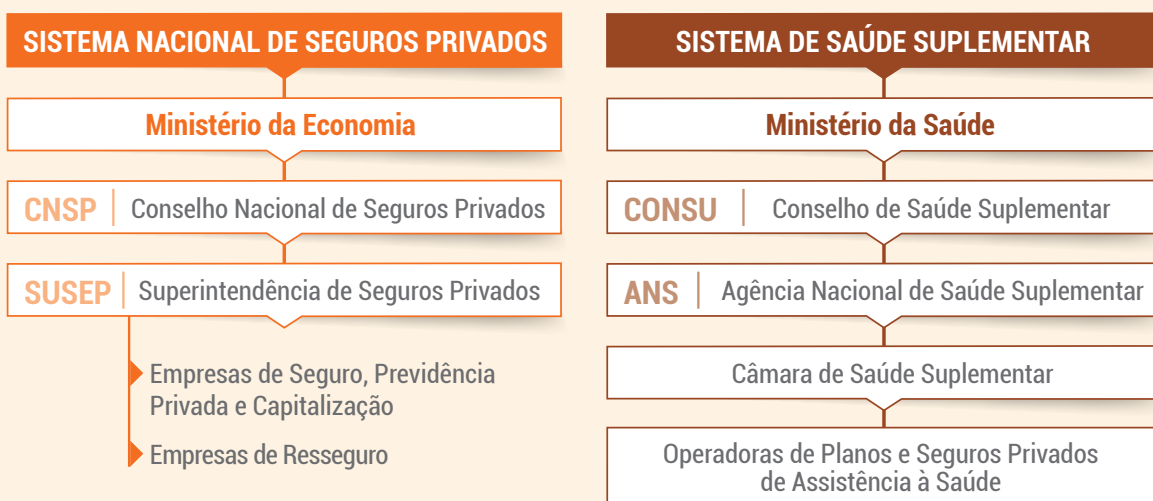 SISTEMA NACIONAL DE SEGUROS PRIVADOS
Ministério da Economia
CNSP | Conselho Nacional de Seguros Privados
SUSEP | Superintendência de Seguros Privados
Empresas de Seguro, Previdência
Privada e Capitalização
Empresas de Resseguro
SISTEMA DE SAÚDE SUPLEMENTAR
Ministério da Saúde
CONSU | Conselho de Saúde Suplementar
ANS | Agência Nacional de Saúde Suplementar
Câmara de Saúde Suplementar
Operadoras de Planos e Seguros Privados
de Assistência à Saúde